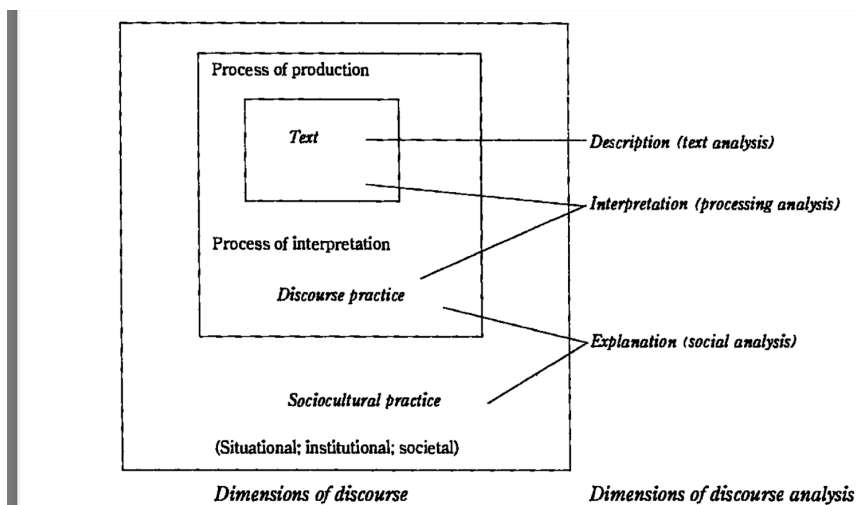 Process of production
Text
Description (text analysis)
Interpretation (processing analysis)
Process of interpretation
Discourse practice
Explanation (social analysis)
Sociocultural practice
(Situational; institutional; societal)
Dimensions of discourse
Dimensions of discourse analysis